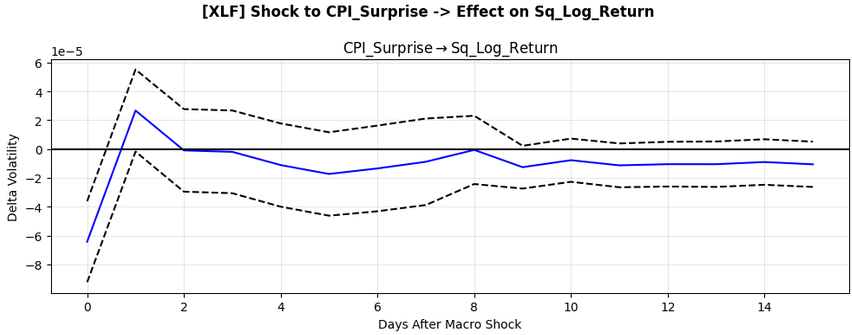 [XLF] Shock to CPI_Surprise -> Effect on Sq_Log_Return
CPI_Surprise → Sq_Log_Return
1e−5
6
4
2
0
−2
−4
−6
−8
Delta Volatility
0 2 4 6 8 10 12 14
Days After Macro Shock